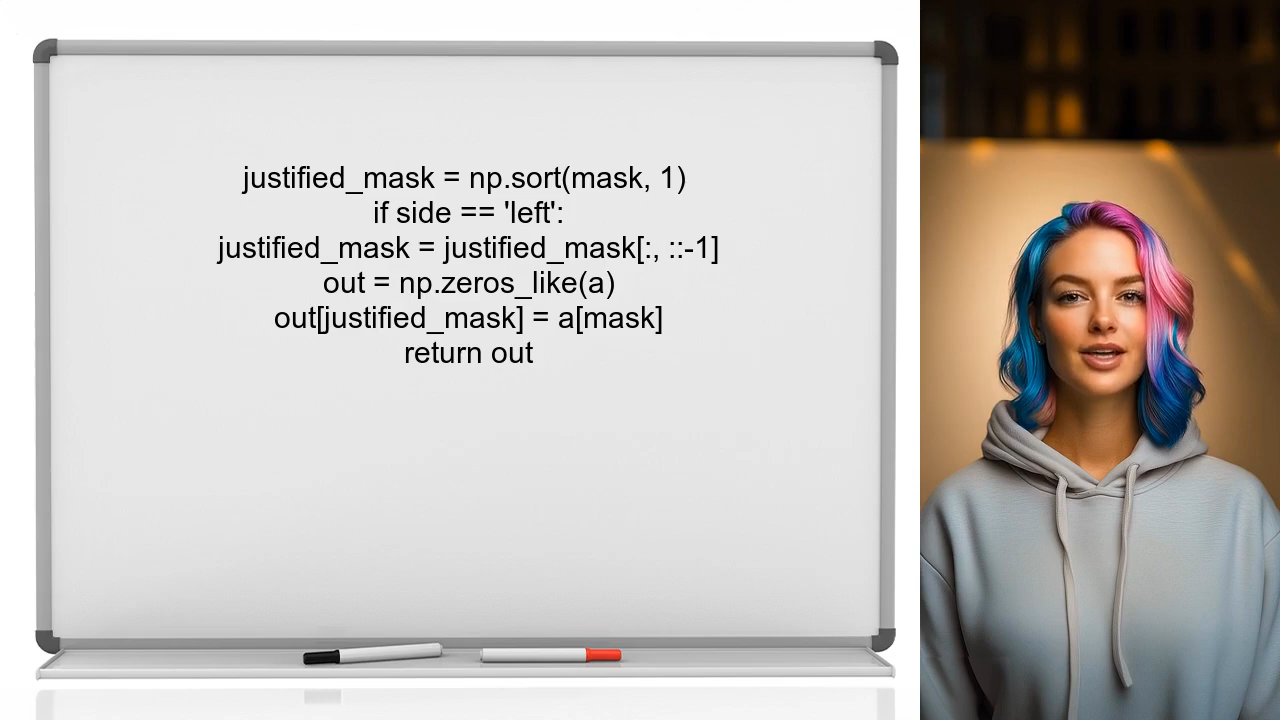 justified_mask = np.sort(mask, 1)
if side == 'left':
justified_mask = justified_mask[:, ::-1]
out = np.zeros_like(a)
out[justified_mask] = a[mask]
return out